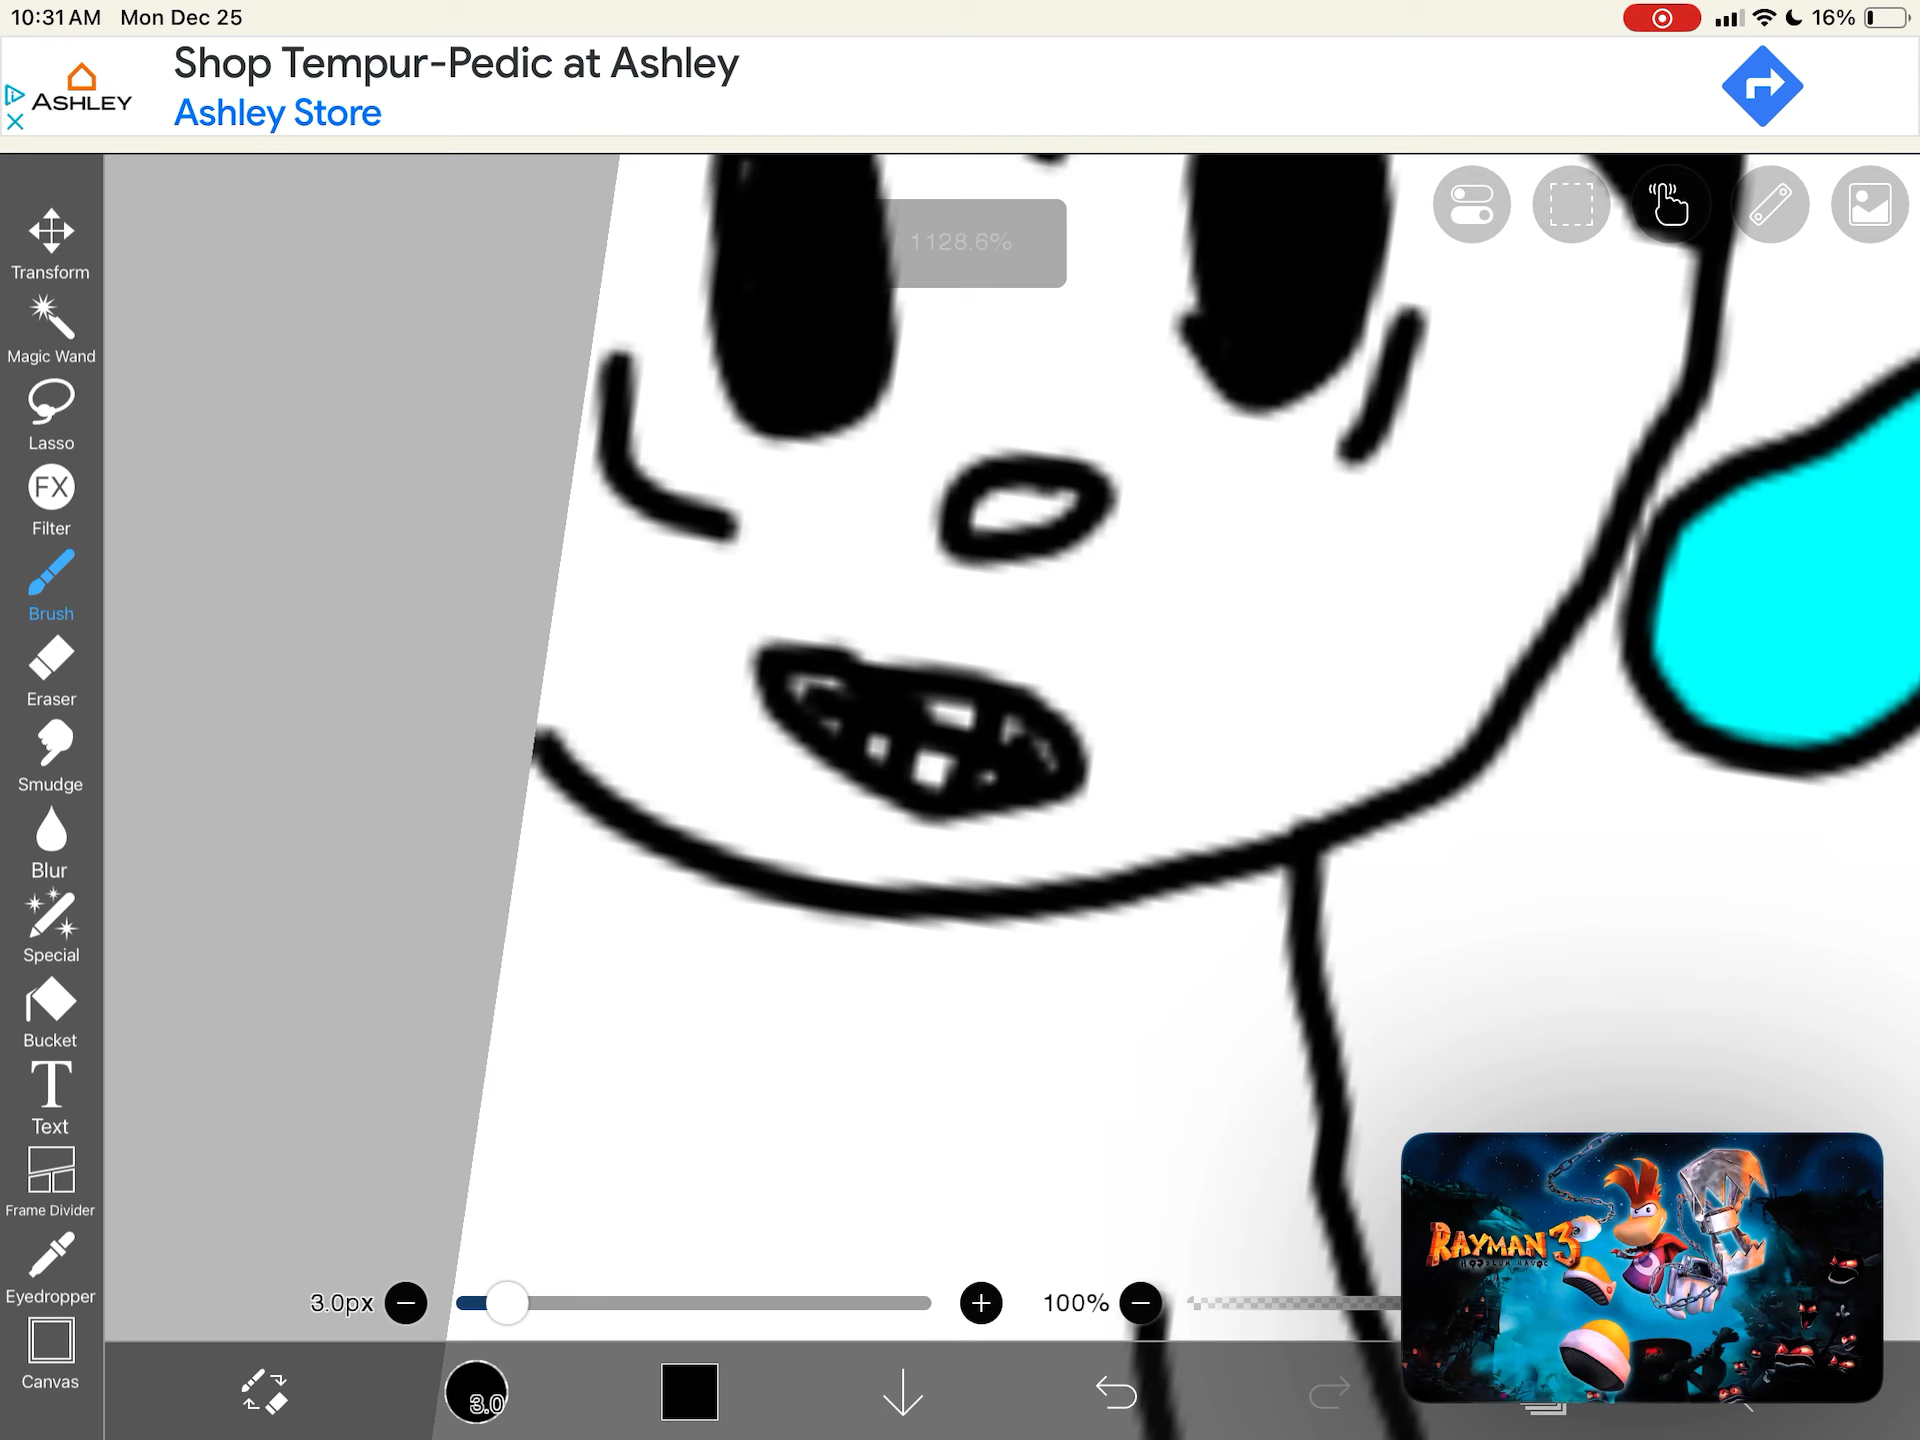 10:31 AM Mon Dec 25
16%
ASHLEY
Shop Tempur-Pedic at Ashley
Ashley Store
1128.6%
Transform
Magic Wand
Lasso
FX
Filter
Brush
Eraser
Smudge
Blur
Special
Bucket
T
Text
Frame Divider
Eyedropper
Canvas
3.0px
100%
3.0
RAYMAN 3
HOODLUM HAVOC